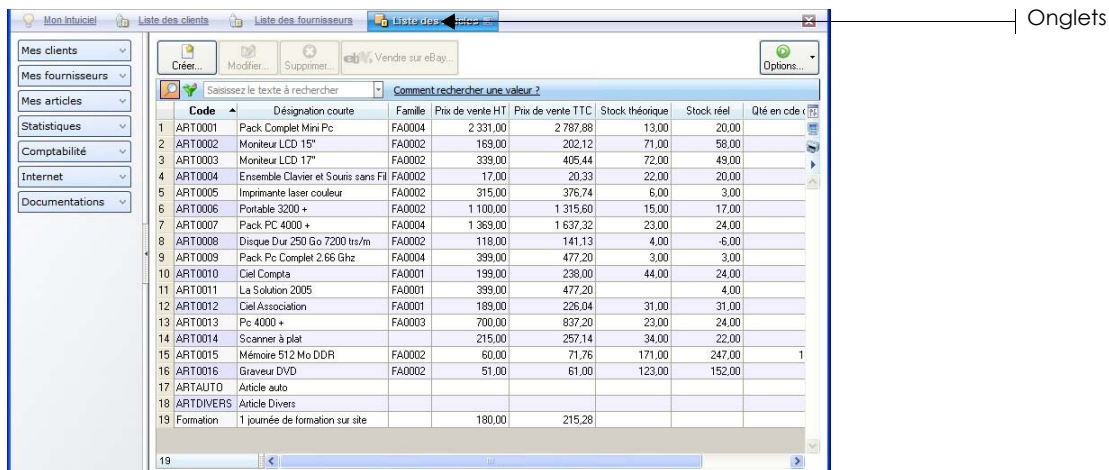 Mon Intuiciel Liste des clients Liste des fournisseurs Liste des Onglets
Mes clients
Mes fournisseurs
Mes articles
Statistiques
Comptabilité
Internet
Documentations
Créer... Modifier... Supprimer... eb Vendre sur eBay... Options...
Saisissez le texte à rechercher Comment rechercher une valeur ?
Code Désignation courte Famille Prix de vente HT Prix de vente TTC Stock théorique Stock réel Qté en cde
1 ART0001 Pack Complet Mini Pc FA0004 2 331,00 2 787,88 13,00 20,00
2 ART0002 Moniteur LCD 15" FA0002 169,00 202,12 71,00 58,00
3 ART0003 Moniteur LCD 17" FA0002 339,00 405,44 72,00 49,00
4 ART0004 Ensemble Clavier et Souris sans Fil FA0002 17,00 20,33 22,00 20,00
5 ART0005 Imprimante laser couleur FA0002 315,00 376,74 6,00 3,00
6 ART0006 Portable 3200 + FA0002 1 100,00 1 315,60 15,00 17,00
7 ART0007 Pack PC 4000 + FA0004 1 369,00 1 637,32 23,00 24,00
8 ART0008 Disque Dur 250 Go 7200 trs/m FA0002 118,00 141,13 4,00 -6,00
9 ART0009 Pack Pc Complet 2.66 Ghz FA0004 399,00 477,20 3,00 3,00
10 ART0010 Ciel Compta FA0001 199,00 238,00 44,00 24,00
11 ART0011 La Solution 2005 FA0001 399,00 477,20 4,00
12 ART0012 Ciel Association FA0001 189,00 226,04 31,00 31,00
13 ART0013 Pc 4000 + FA0003 700,00 837,20 23,00 24,00
14 ART0014 Scanner à plat 215,00 257,14 34,00 22,00
15 ART0015 Mémoire 512 Mo DDR FA0002 60,00 71,76 171,00 247,00 1
16 ART0016 Graveur DVD FA0002 51,00 61,00 123,00 152,00
17 ARTAUTO Article auto
18 ARTDIVERS Article Divers
19 Formation 1 journée de formation sur site 180,00 215,28
19